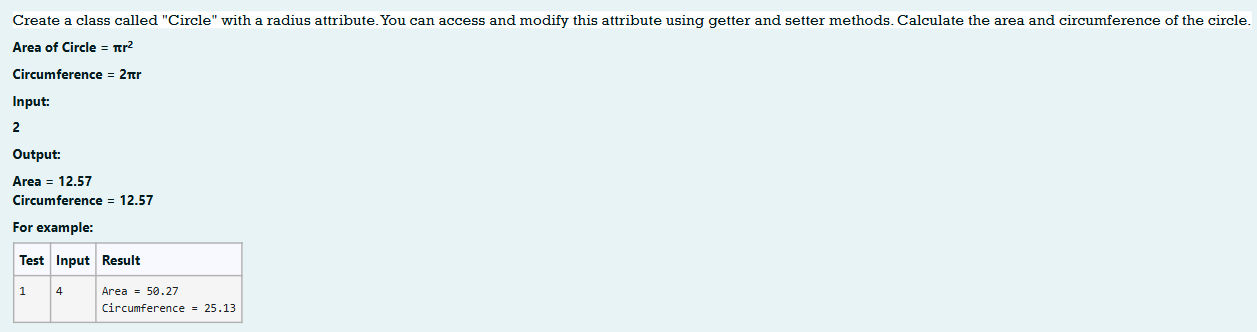 Create a class called "Circle" with a radius attribute.You can access and modify this attribute using getter and setter methods. Calculate the area and circumference of the circle.
Area of Circle = πr²
Circumference = 2πr
Input:
2
Output:
Area = 12.57
Circumference = 12.57
For example:
Test Input Result
1 4 Area = 50.27
Circumference = 25.13